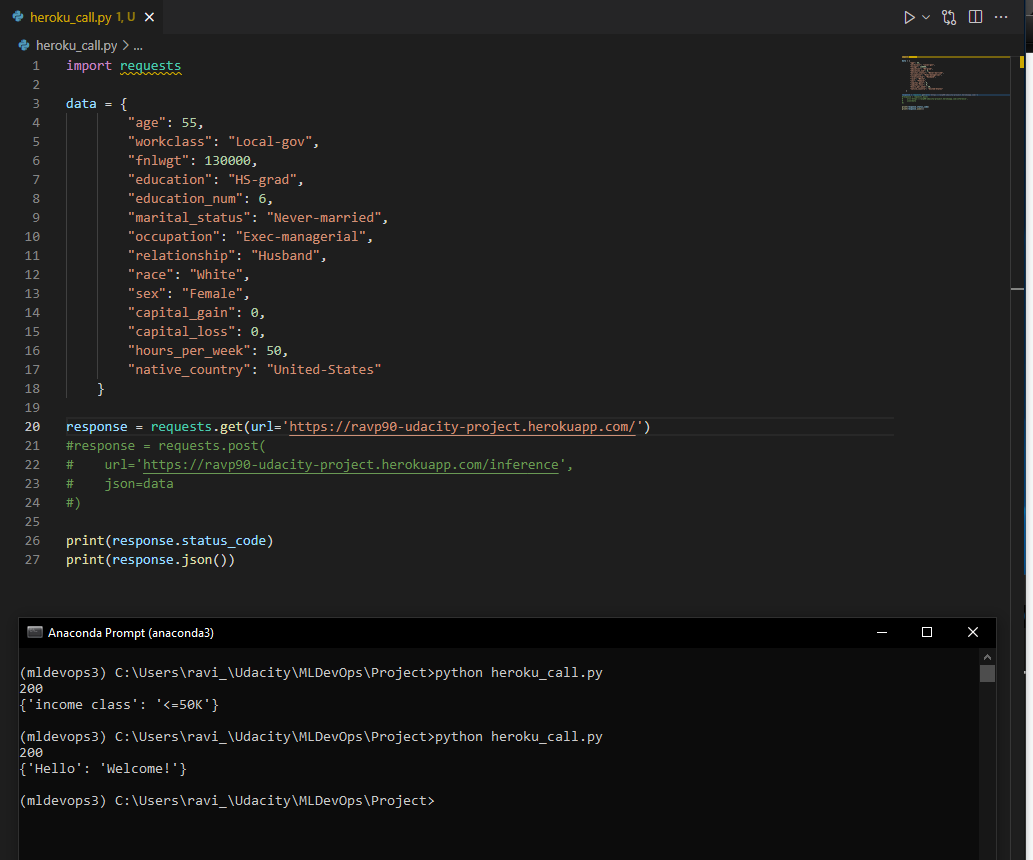 heroku_call.py 1, U
heroku_call.py > ...
1 import requests
2
3 data = {
4 "age": 55,
5 "workclass": "Local-gov",
6 "fnlwgt": 130000,
7 "education": "HS-grad",
8 "education_num": 6,
9 "marital_status": "Never-married",
10 "occupation": "Exec-managerial",
11 "relationship": "Husband",
12 "race": "White",
13 "sex": "Female",
14 "capital_gain": 0,
15 "capital_loss": 0,
16 "hours_per_week": 50,
17 "native_country": "United-States"
18 }
19
20 response = requests.get(url='https://ravp90-udacity-project.herokuapp.com/')
21 #response = requests.post(
22 # url='https://ravp90-udacity-project.herokuapp.com/inference',
23 # json=data
24 #)
25
26 print(response.status_code)
27 print(response.json())
Anaconda Prompt (anaconda3)
(mldevops3) C:\Users\ravi_\Udacity\MLDevOps\Project>python heroku_call.py
200
{'income class': '<=50K'}
(mldevops3) C:\Users\ravi_\Udacity\MLDevOps\Project>python heroku_call.py
200
{'Hello': 'Welcome!'}
(mldevops3) C:\Users\ravi_\Udacity\MLDevOps\Project>